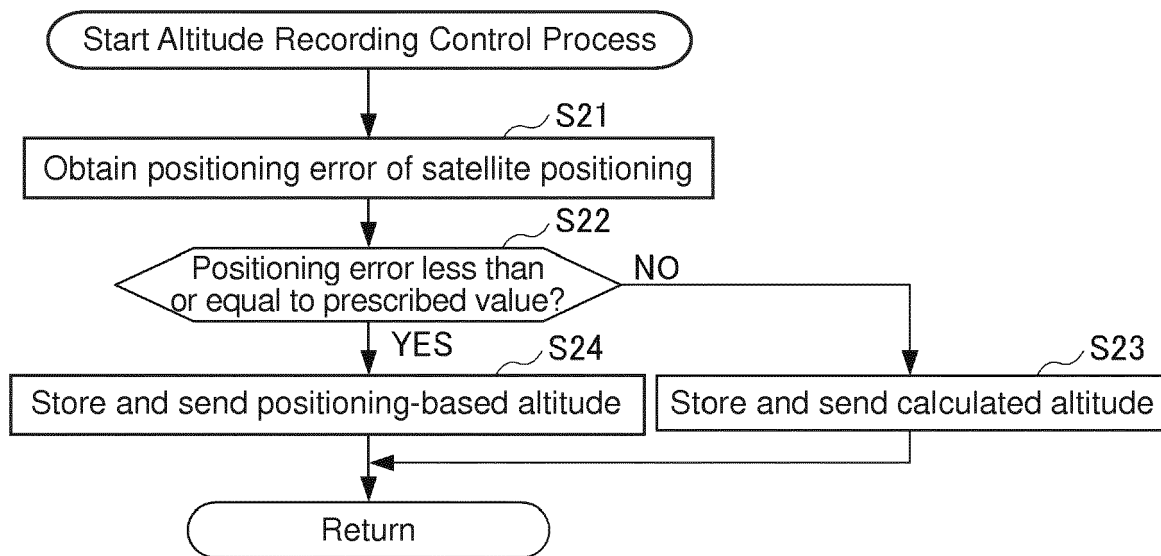 Start Altitude Recording Control Process
S21
Obtain positioning error of satellite positioning
S22
Positioning error less than
or equal to prescribed value?
NO
YES
S24
Store and send positioning-based altitude
S23
Store and send calculated altitude
Return